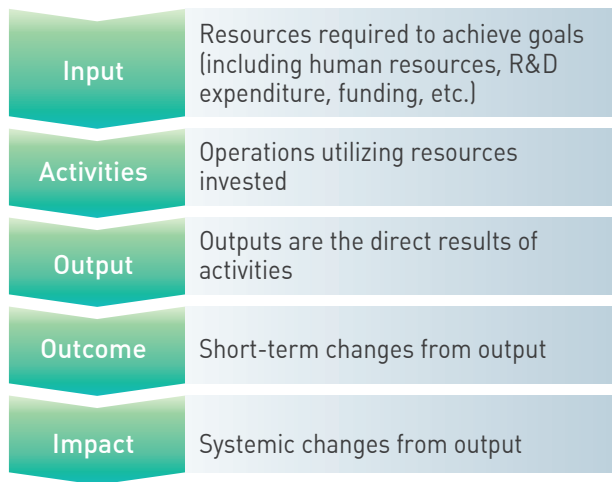 Input
Resources required to achieve goals
(including human resources, R&D
expenditure, funding, etc.)
Activities
Operations utilizing resources
invested
Output
Outputs are the direct results of
activities
Outcome
Short-term changes from output
Impact
Systemic changes from output